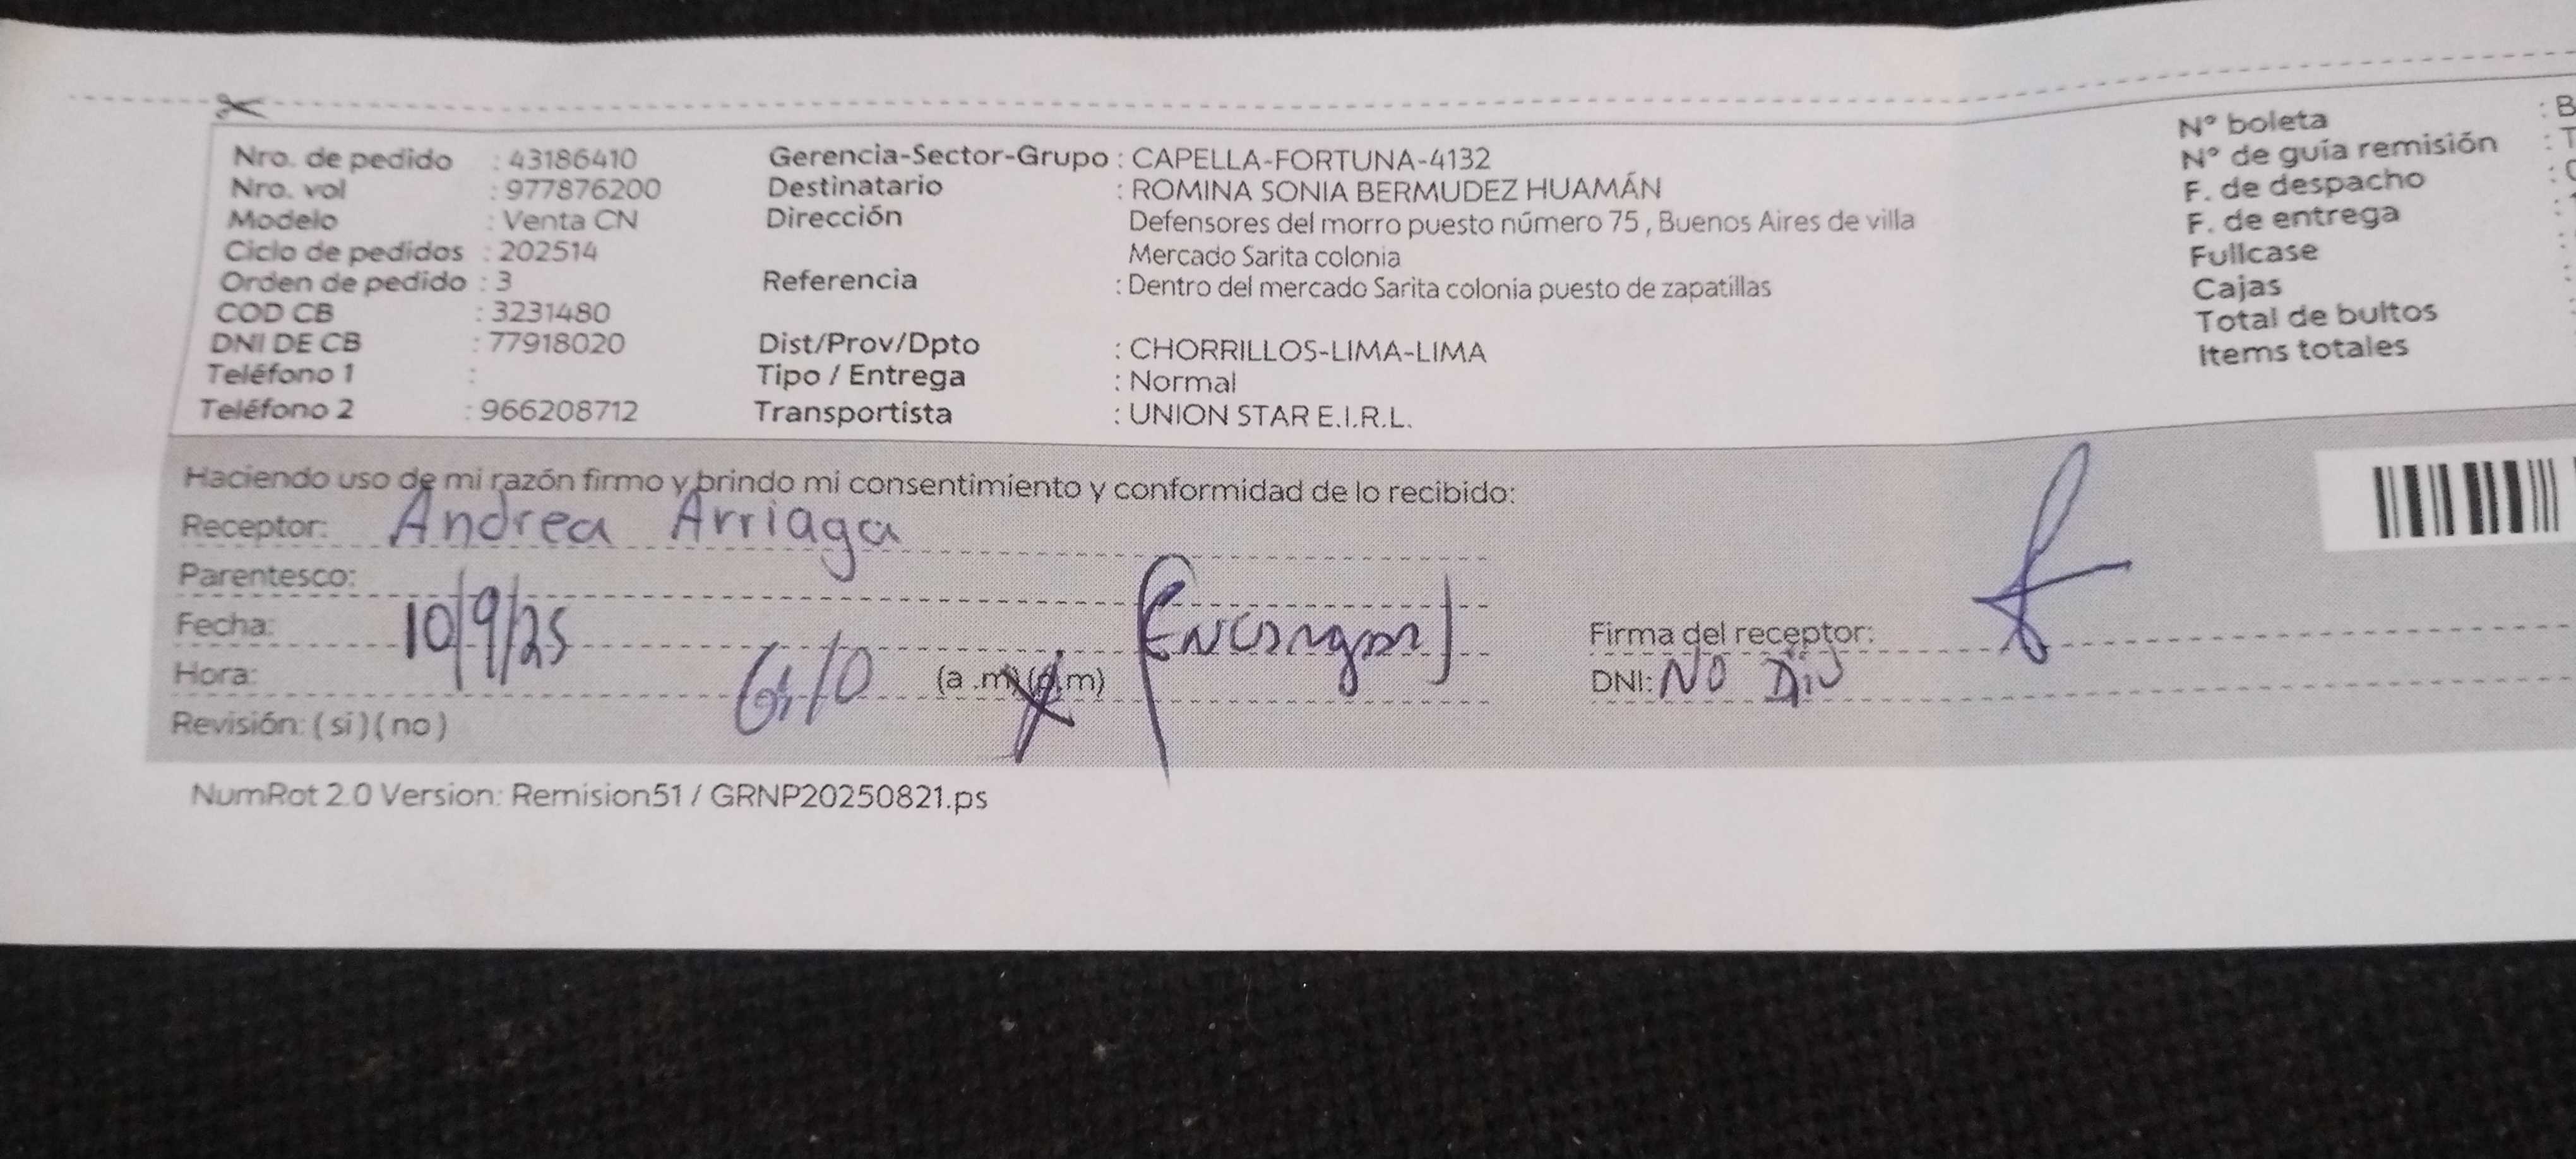 Nro. de pedido : 43186410
Nro. vol : 977876200
Modelo : Venta CN
Ciclo de pedidos : 202514
Orden de pedido : 3
COD CB : 3231480
DNI DE CB : 77918020
Teléfono 1 :
Teléfono 2 : 966208712
Gerencia-Sector-Grupo : CAPELLA-FORTUNA-4132
Destinatario : ROMINA SONIA BERMUDEZ HUAMÁN
Dirección Defensores del morro puesto número 75 , Buenos Aires de villa
Mercado Sarita colonia
Referencia : Dentro del mercado Sarita colonia puesto de zapatillas
Dist/Prov/Dpto : CHORRILLOS-LIMA-LIMA
Tipo / Entrega : Normal
Transportista : UNION STAR E.I.R.L.
N° boleta : B
N° de guía remisión : T
F. de despacho :
F. de entrega :
Fullcase :
Cajas :
Total de bultos :
Items totales
Haciendo uso de mi razón firmo y brindo mi consentimiento y conformidad de lo recibido:
Receptor: Andrea Arriaga
Parentesco:
Fecha: 10/9/25
Hora: (a .m) (p.m)
Revisión: ( si ) ( no )
Firma del receptor:
DNI: NO Dio
NumRot 2.0 Version: Remision51 / GRNP20250821.ps